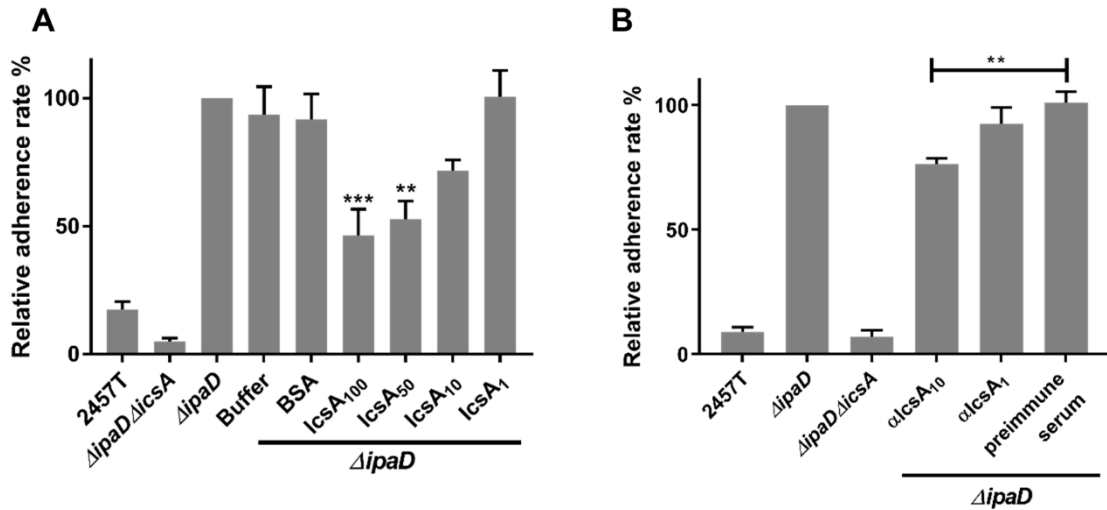 A
Relative adherence rate %
100
50
0
***
**
2457T
ΔipaDΔicsA
ΔipaD
Buffer
BSA
IcsA₁₀₀
IcsA₅₀
IcsA₁₀
IcsA₁
ΔipaD
B
Relative adherence rate %
100
50
0
**
2457T
ΔipaD
ΔipaDΔicsA
αIcsA₁₀
αIcsA₁
preimmune
serum
ΔipaD